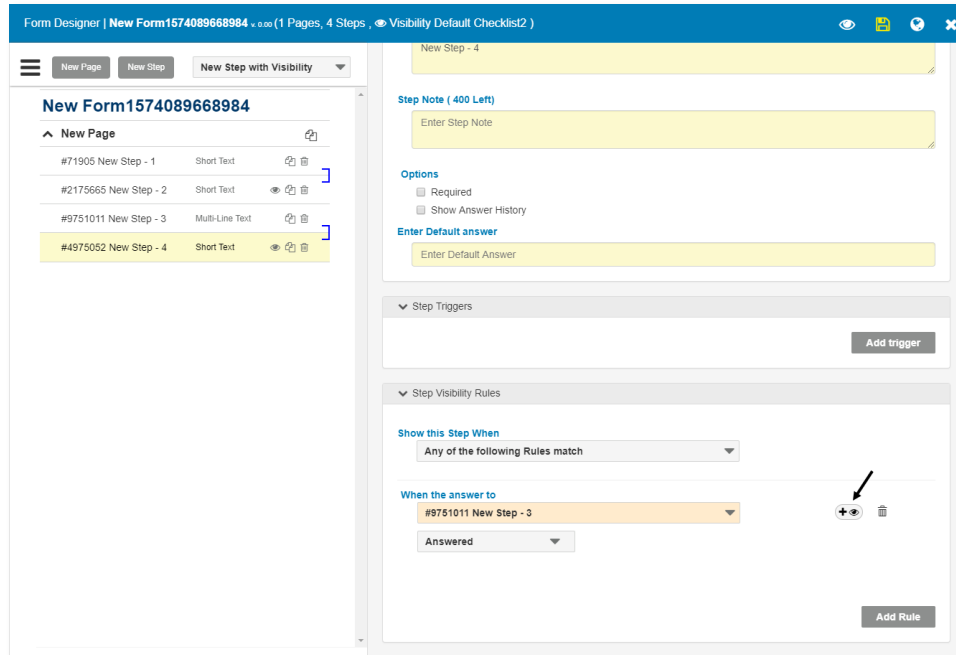 Form Designer | New Form1574089668984 v. 0.00 (1 Pages, 4 Steps , Visibility Default Checklist2 )
New Page
New Step
New Step with Visibility
New Form1574089668984
New Page
#71905 New Step - 1 Short Text
#2175665 New Step - 2 Short Text
#9751011 New Step - 3 Multi-Line Text
#4975052 New Step - 4 Short Text
New Step - 4
Step Note ( 400 Left)
Enter Step Note
Options
Required
Show Answer History
Enter Default answer
Enter Default Answer
Step Triggers
Add trigger
Step Visibility Rules
Show this Step When
Any of the following Rules match
When the answer to
#9751011 New Step - 3
Answered
Add Rule